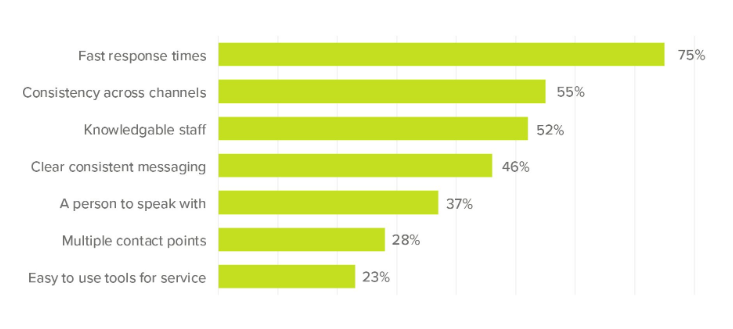 Fast response times 75%
Consistency across channels 55%
Knowledgable staff 52%
Clear consistent messaging 46%
A person to speak with 37%
Multiple contact points 28%
Easy to use tools for service 23%